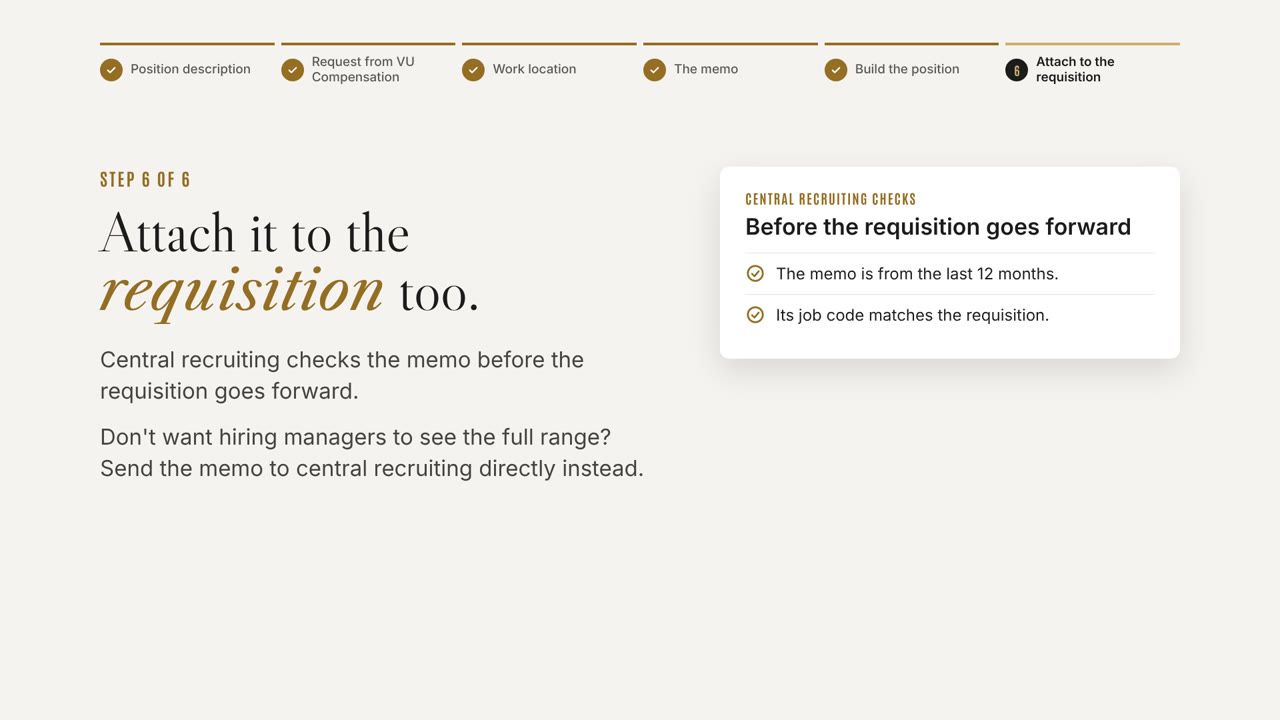 Position description
Request from VU
Compensation
Work location
The memo
Build the position
6
Attach to the
requisition
STEP 6 OF 6
Attach it to the
requisition too.
Central recruiting checks the memo before the
requisition goes forward.
Don't want hiring managers to see the full range?
Send the memo to central recruiting directly instead.
CENTRAL RECRUITING CHECKS
Before the requisition goes forward
The memo is from the last 12 months.
Its job code matches the requisition.